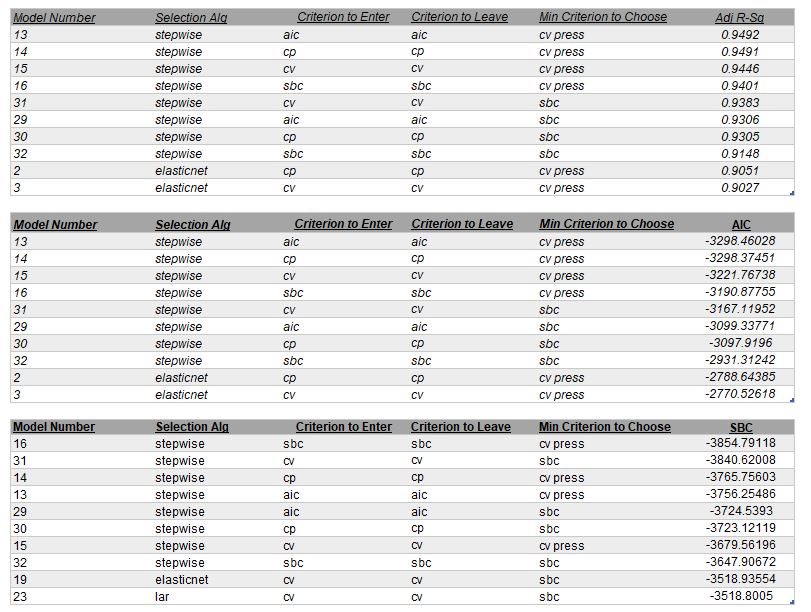 Model Number Selection Alg Criterion to Enter Criterion to Leave Min Criterion to Choose Adj R-Sq
13 stepwise aic aic cv press 0.9492
14 stepwise cp cp cv press 0.9491
15 stepwise cv cv cv press 0.9446
16 stepwise sbc sbc cv press 0.9401
31 stepwise cv cv sbc 0.9383
29 stepwise aic aic sbc 0.9306
30 stepwise cp cp sbc 0.9305
32 stepwise sbc sbc sbc 0.9148
2 elasticnet cp cp cv press 0.9051
3 elasticnet cv cv cv press 0.9027
Model Number Selection Alg Criterion to Enter Criterion to Leave Min Criterion to Choose AIC
13 stepwise aic aic cv press -3298.46028
14 stepwise cp cp cv press -3298.37451
15 stepwise cv cv cv press -3221.76738
16 stepwise sbc sbc cv press -3190.87755
31 stepwise cv cv sbc -3167.11952
29 stepwise aic aic sbc -3099.33771
30 stepwise cp cp sbc -3097.9196
32 stepwise sbc sbc sbc -2931.31242
2 elasticnet cp cp cv press -2788.64385
3 elasticnet cv cv cv press -2770.52618
Model Number Selection Alg Criterion to Enter Criterion to Leave Min Criterion to Choose SBC
16 stepwise sbc sbc cv press -3854.79118
31 stepwise cv cv sbc -3840.62008
14 stepwise cp cp cv press -3765.75603
13 stepwise aic aic cv press -3756.25486
29 stepwise aic aic sbc -3724.5393
30 stepwise cp cp sbc -3723.12119
15 stepwise cv cv cv press -3679.56196
32 stepwise sbc sbc sbc -3647.90672
19 elasticnet cv cv sbc -3518.93554
23 lar cv cv sbc -3518.8005